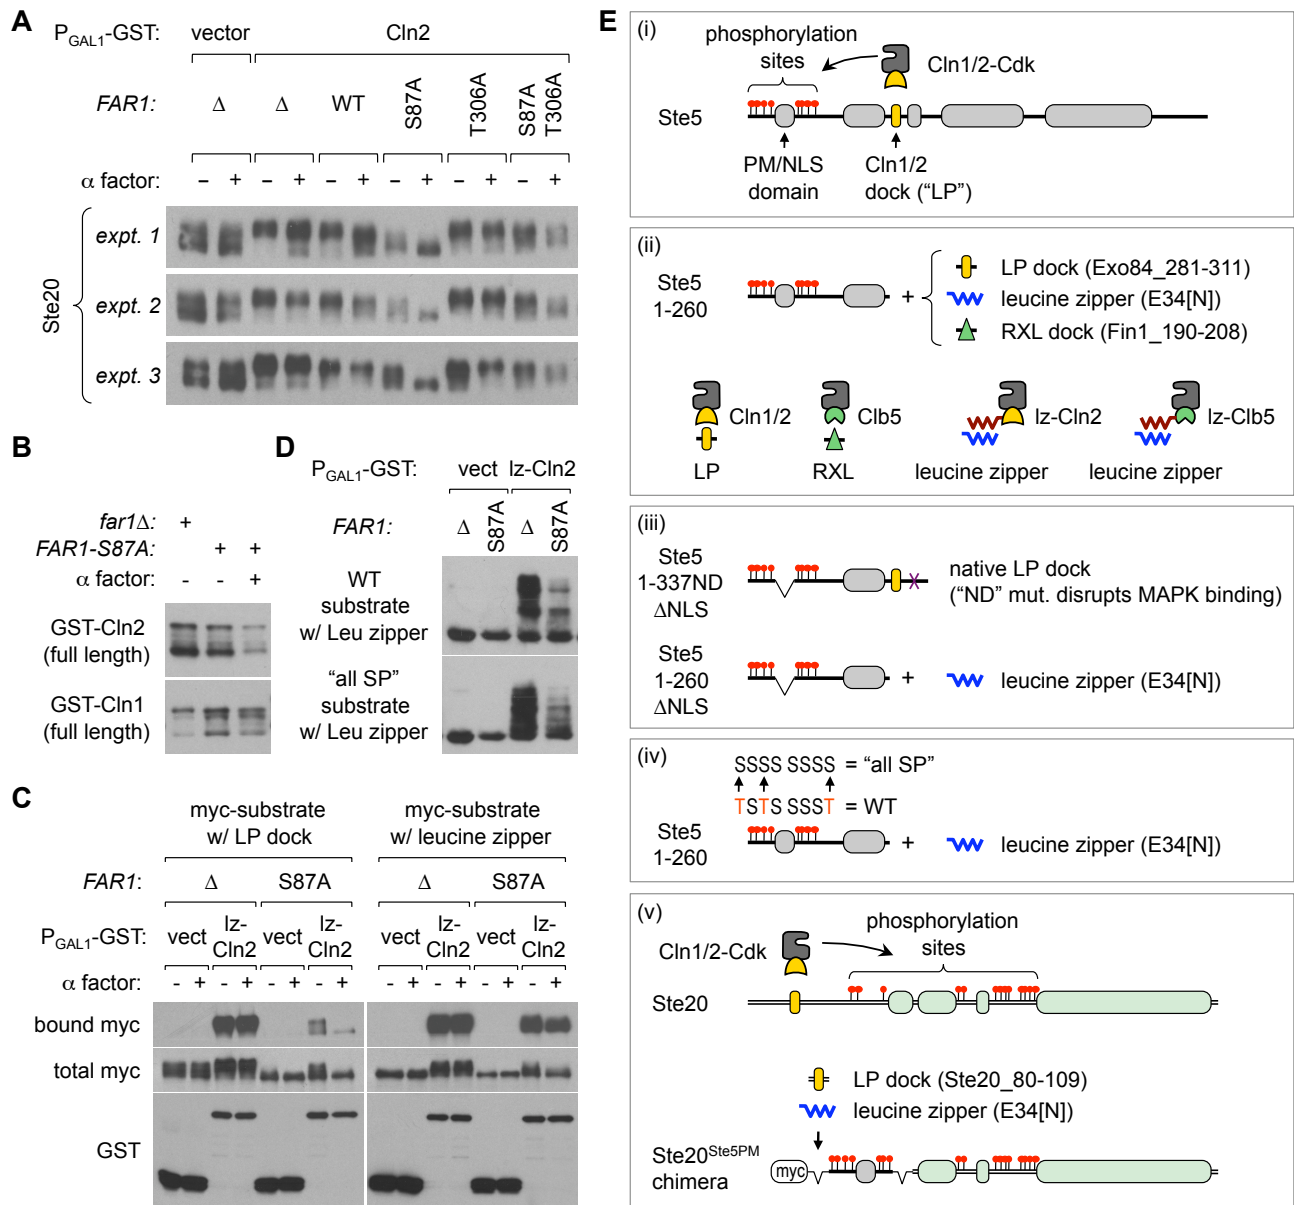 A
P_GAL1-GST: vector Cln2
FAR1: Δ Δ WT S87A T306A S87A T306A
α factor: – + – + – + – + – + – +
Ste20
expt. 1
expt. 2
expt. 3
B
far1Δ: +
FAR1-S87A: + +
α factor: - - +
GST-Cln2
(full length)
GST-Cln1
(full length)
D
P_GAL1-GST: vect lz-Cln2
FAR1: Δ S87A Δ S87A
WT
substrate
w/ Leu zipper
“all SP”
substrate
w/ Leu zipper
C
myc-substrate
w/ LP dock
myc-substrate
w/ leucine zipper
FAR1: Δ S87A Δ S87A
P_GAL1-GST: vect lz-Cln2 vect lz-Cln2 vect lz-Cln2 vect lz-Cln2
α factor: - + - + - + - + - + - + - + - +
bound myc
total myc
GST
E
(i)
phosphorylation
sites
Cln1/2-Cdk
Ste5
PM/NLS
domain
Cln1/2
dock (“LP”)
(ii)
Ste5
1-260
+
LP dock (Exo84_281-311)
leucine zipper (E34[N])
RXL dock (Fin1_190-208)
Cln1/2 Clb5 lz-Cln2 lz-Clb5
LP RXL leucine zipper leucine zipper
(iii)
Ste5
1-337ND
ΔNLS
native LP dock
(“ND” mut. disrupts MAPK binding)
Ste5
1-260
ΔNLS
+ leucine zipper (E34[N])
(iv)
SSSS SSSS = “all SP”
TSTS SSST = WT
Ste5
1-260
+ leucine zipper (E34[N])
(v)
phosphorylation
sites
Cln1/2-Cdk
Ste20
LP dock (Ste20_80-109)
leucine zipper (E34[N])
Ste20^Ste5PM
chimera
myc